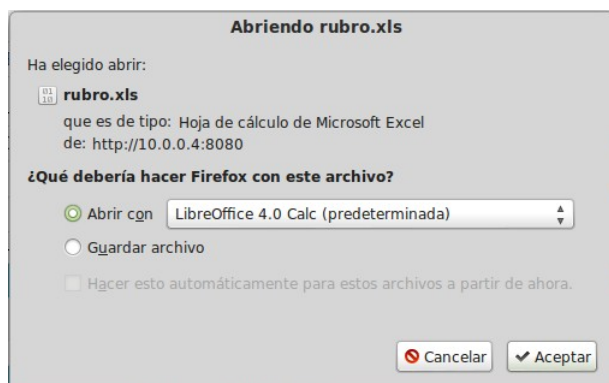 Abriendo rubro.xls
Ha elegido abrir:
rubro.xls
que es de tipo: Hoja de cálculo de Microsoft Excel
de: http://10.0.0.4:8080
¿Qué debería hacer Firefox con este archivo?
Abrir con LibreOffice 4.0 Calc (predeterminada)
Guardar archivo
Hacer esto automáticamente para estos archivos a partir de ahora.
Cancelar Aceptar